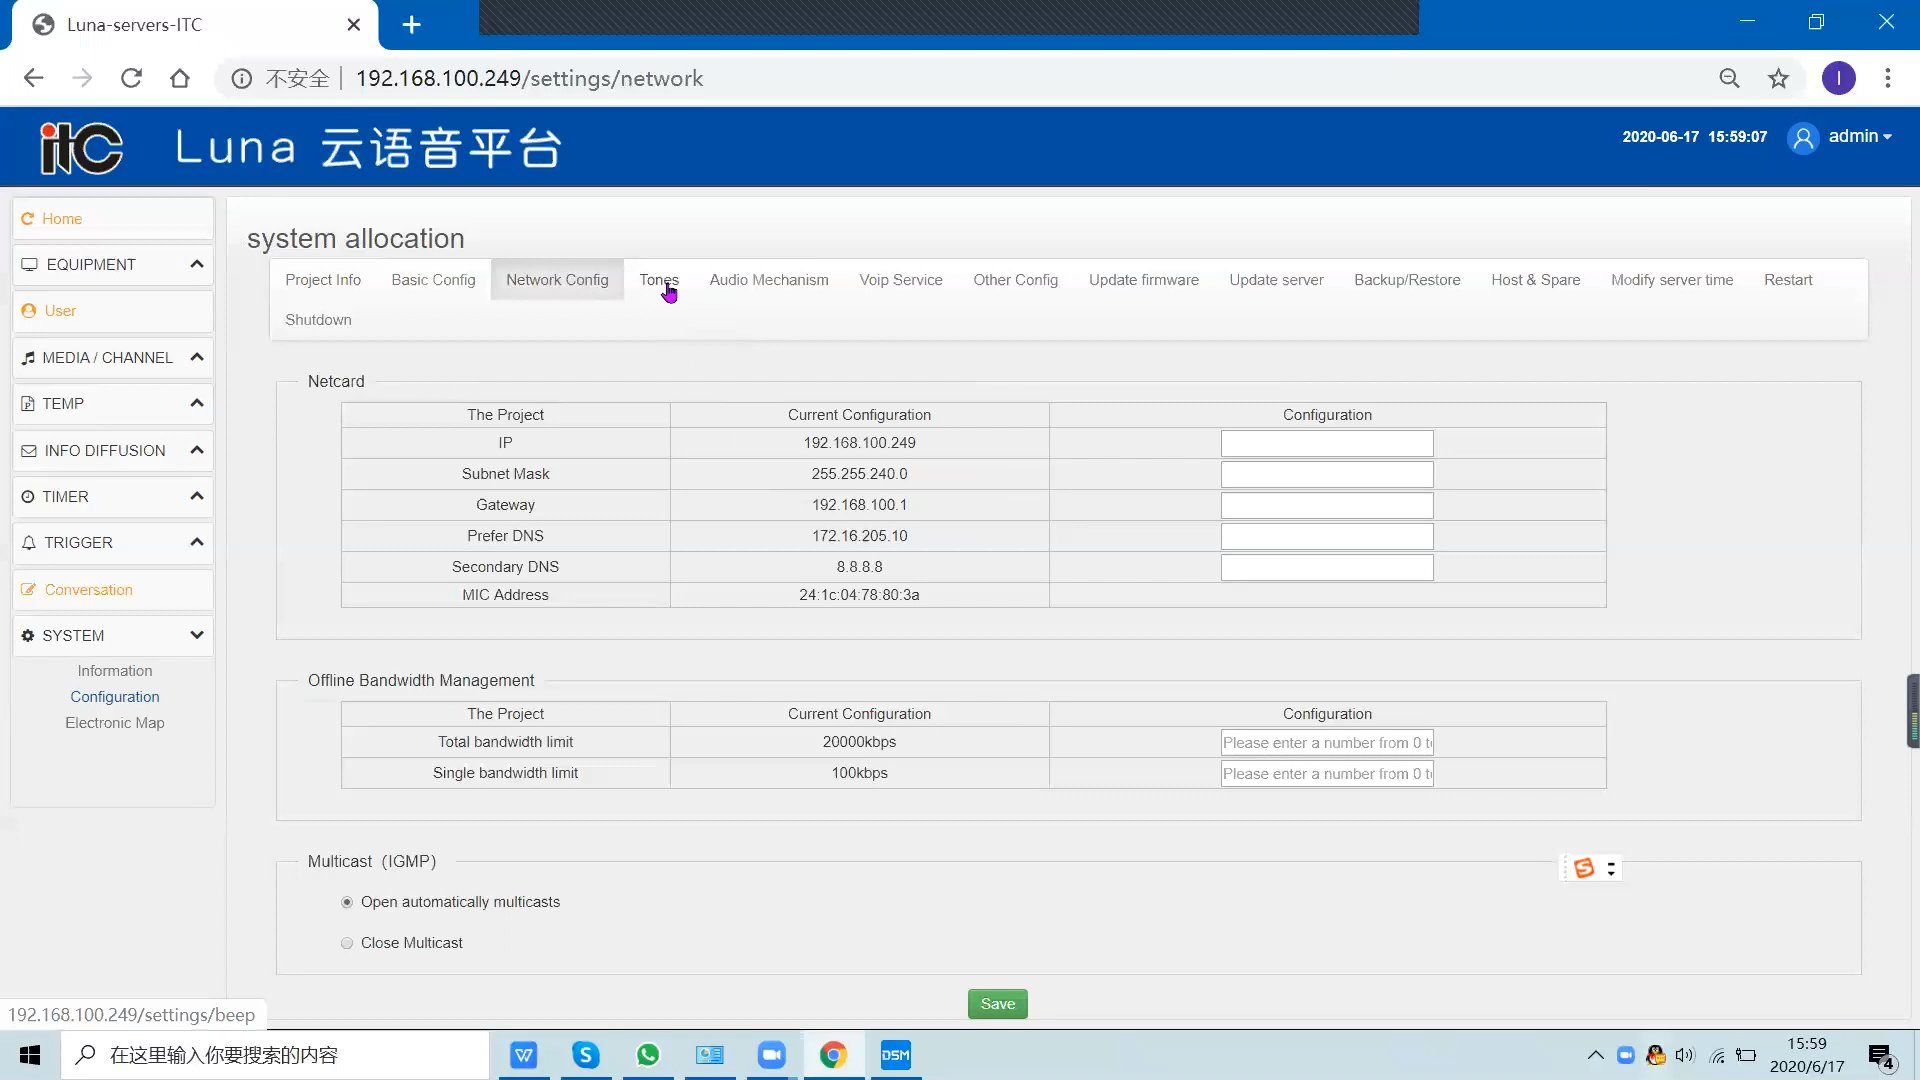 Luna-servers-ITC
不安全 192.168.100.249/settings/network
I
itc Luna 云语音平台
2020-06-17 15:59:07 admin
Home
EQUIPMENT
User
MEDIA / CHANNEL
TEMP
INFO DIFFUSION
TIMER
TRIGGER
Conversation
SYSTEM
Information
Configuration
Electronic Map
system allocation
Project Info Basic Config Network Config Tones Audio Mechanism Voip Service Other Config Update firmware Update server Backup/Restore Host & Spare Modify server time Restart
Shutdown
Netcard
The Project Current Configuration Configuration
IP 192.168.100.249
Subnet Mask 255.255.240.0
Gateway 192.168.100.1
Prefer DNS 172.16.205.10
Secondary DNS 8.8.8.8
MIC Address 24:1c:04:78:80:3a
Offline Bandwidth Management
The Project Current Configuration Configuration
Total bandwidth limit 20000kbps Please enter a number from 0 t
Single bandwidth limit 100kbps Please enter a number from 0 t
Multicast (IGMP)
Open automatically multicasts
Close Multicast
Save
192.168.100.249/settings/beep
在这里输入你要搜索的内容
DSM
15:59
2020/6/17
4